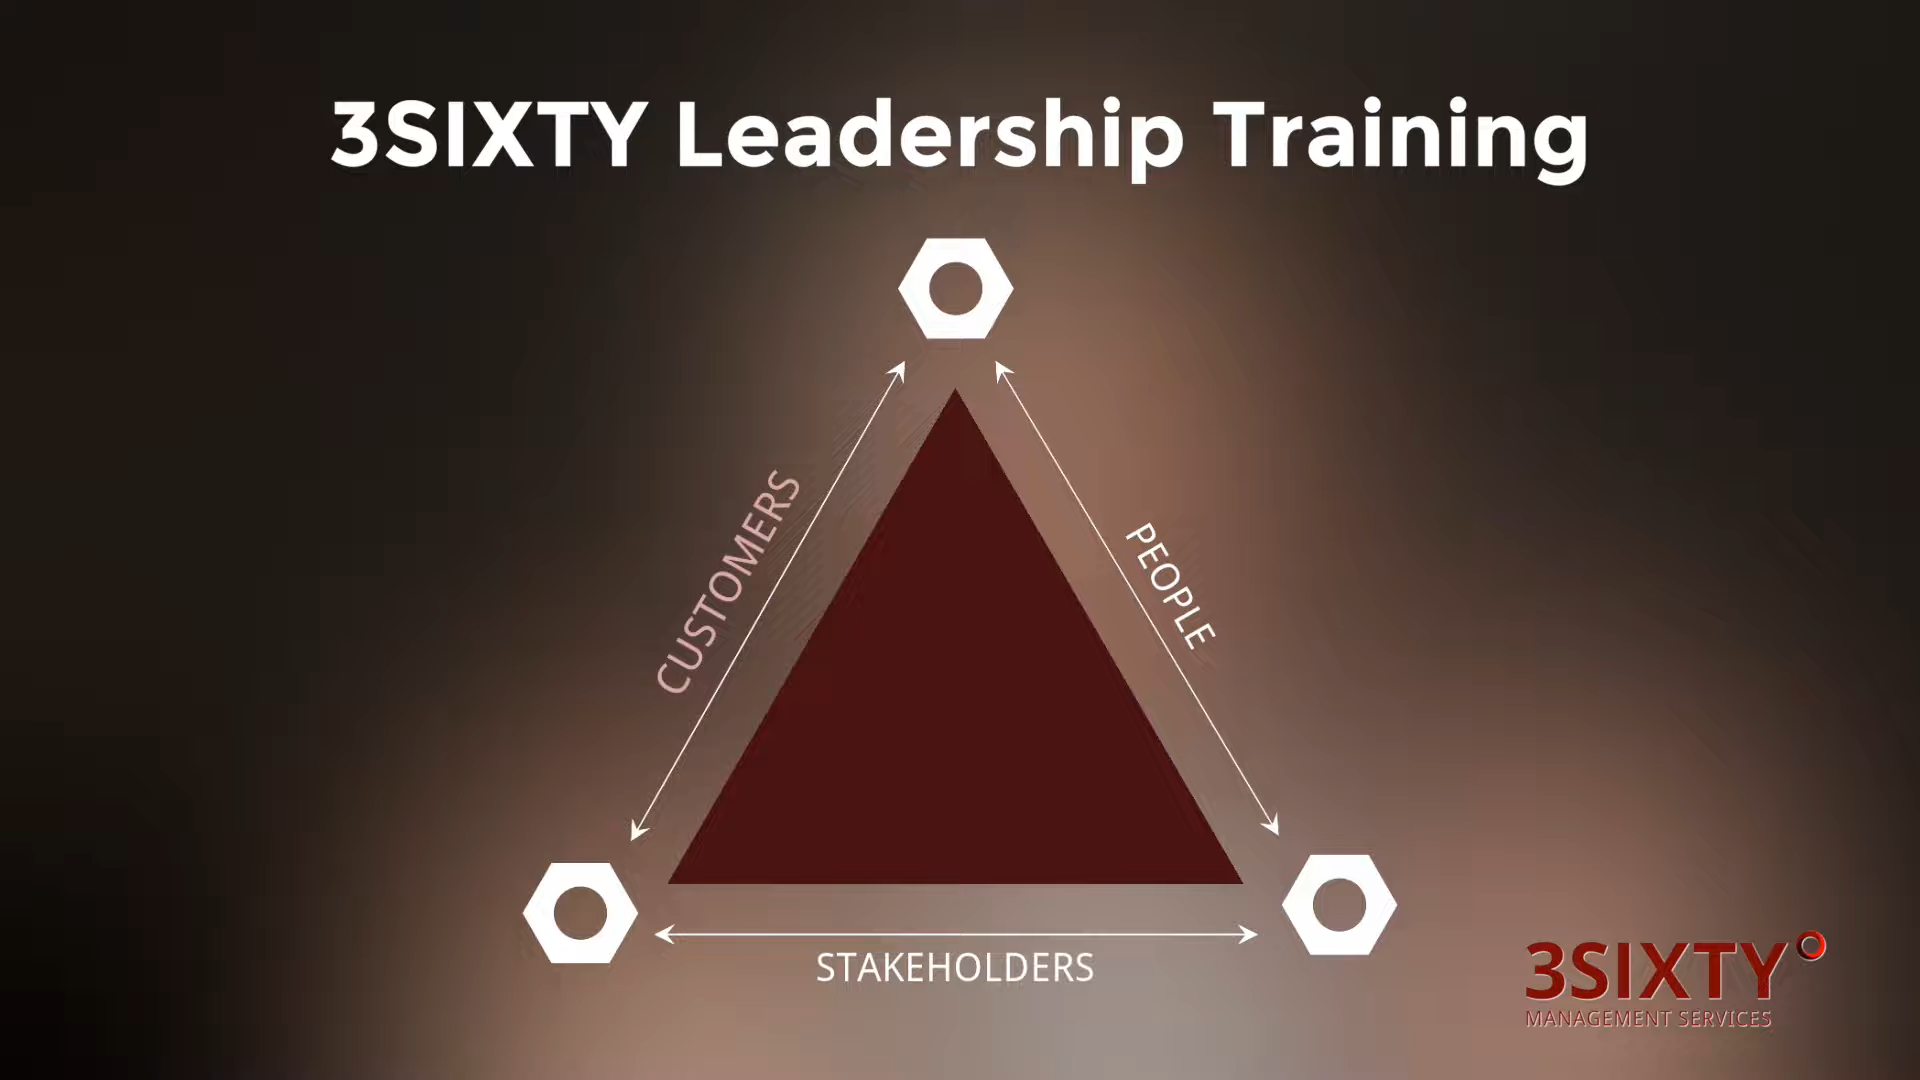 3SIXTY Leadership Training
CUSTOMERS
PEOPLE
STAKEHOLDERS
3SIXTY°
MANAGEMENT SERVICES